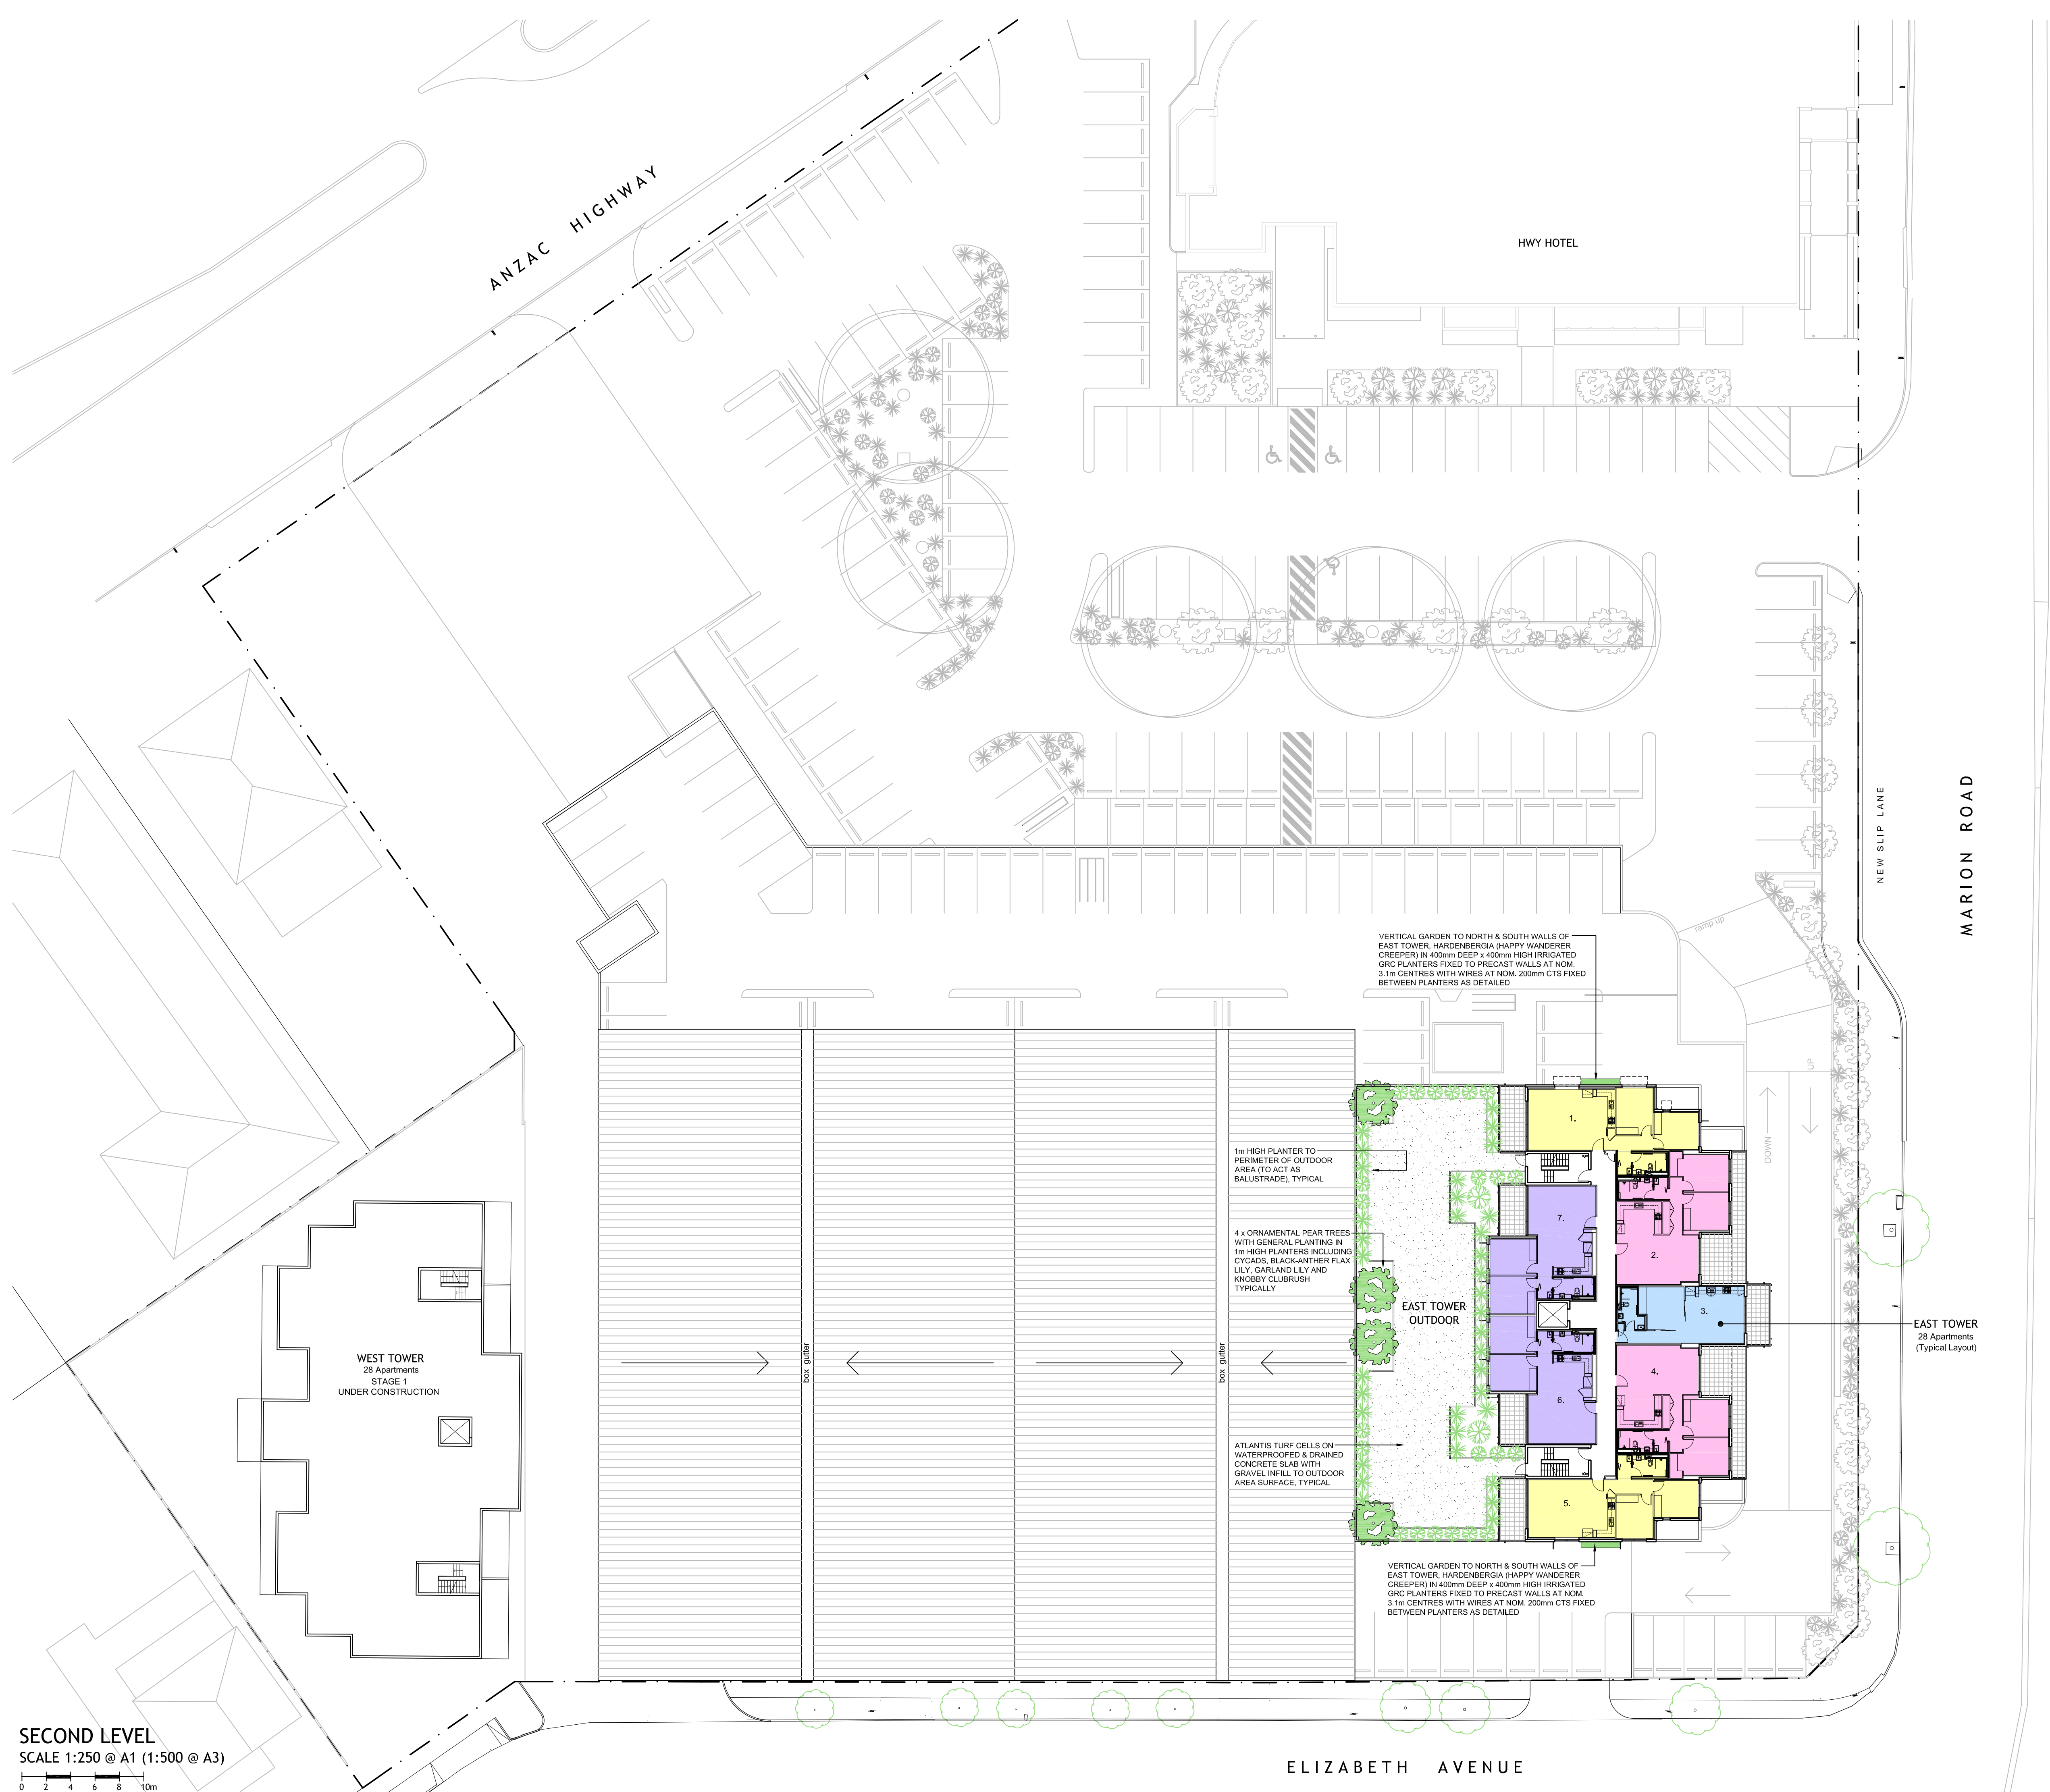 ANZAC HIGHWAY
HWY HOTEL
NEW SLIP LANE
MARION ROAD
ramp up
UP
DOWN
VERTICAL GARDEN TO NORTH & SOUTH WALLS OF
EAST TOWER, HARDENBERGIA (HAPPY WANDERER
CREEPER) IN 400mm DEEP x 400mm HIGH IRRIGATED
GRC PLANTERS FIXED TO PRECAST WALLS AT NOM.
3.1m CENTRES WITH WIRES AT NOM. 200mm CTS FIXED
BETWEEN PLANTERS AS DETAILED
1m HIGH PLANTER TO
PERIMETER OF OUTDOOR
AREA (TO ACT AS
BALUSTRADE), TYPICAL
4 x ORNAMENTAL PEAR TREES
WITH GENERAL PLANTING IN
1m HIGH PLANTERS INCLUDING
CYCADS, BLACK-ANTHER FLAX
LILY, GARLAND LILY AND
KNOBBY CLUBRUSH
TYPICALLY
EAST TOWER
OUTDOOR
1.
7.
2.
3.
4.
6.
5.
EAST TOWER
28 Apartments
(Typical Layout)
WEST TOWER
28 Apartments
STAGE 1
UNDER CONSTRUCTION
box gutter
box gutter
ATLANTIS TURF CELLS ON
WATERPROOFED & DRAINED
CONCRETE SLAB WITH
GRAVEL INFILL TO OUTDOOR
AREA SURFACE, TYPICAL
VERTICAL GARDEN TO NORTH & SOUTH WALLS OF
EAST TOWER, HARDENBERGIA (HAPPY WANDERER
CREEPER) IN 400mm DEEP x 400mm HIGH IRRIGATED
GRC PLANTERS FIXED TO PRECAST WALLS AT NOM.
3.1m CENTRES WITH WIRES AT NOM. 200mm CTS FIXED
BETWEEN PLANTERS AS DETAILED
SECOND LEVEL
SCALE 1:250 @ A1 (1:500 @ A3)
0 2 4 6 8 10m
ELIZABETH AVENUE